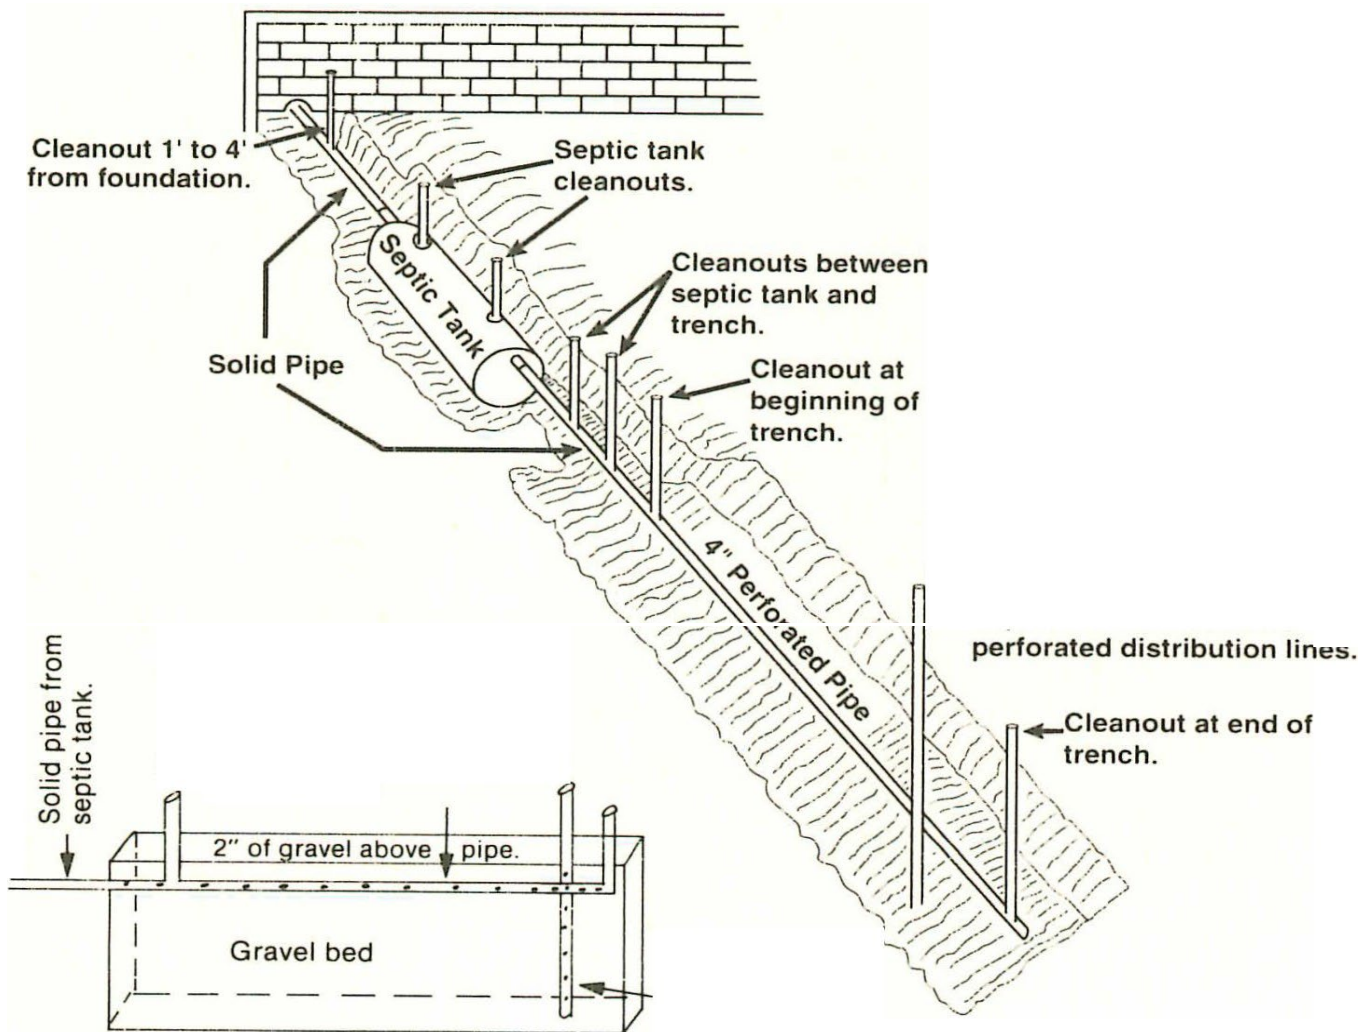 Cleanout 1' to 4'
from foundation.
Septic tank
cleanouts.
Septic Tank
Cleanouts between
septic tank and
trench.
Solid Pipe
Cleanout at
beginning of
trench.
4" Perforated Pipe
perforated distribution lines.
Cleanout at end of
trench.
Solid pipe from
septic tank.
2" of gravel above pipe.
Gravel bed